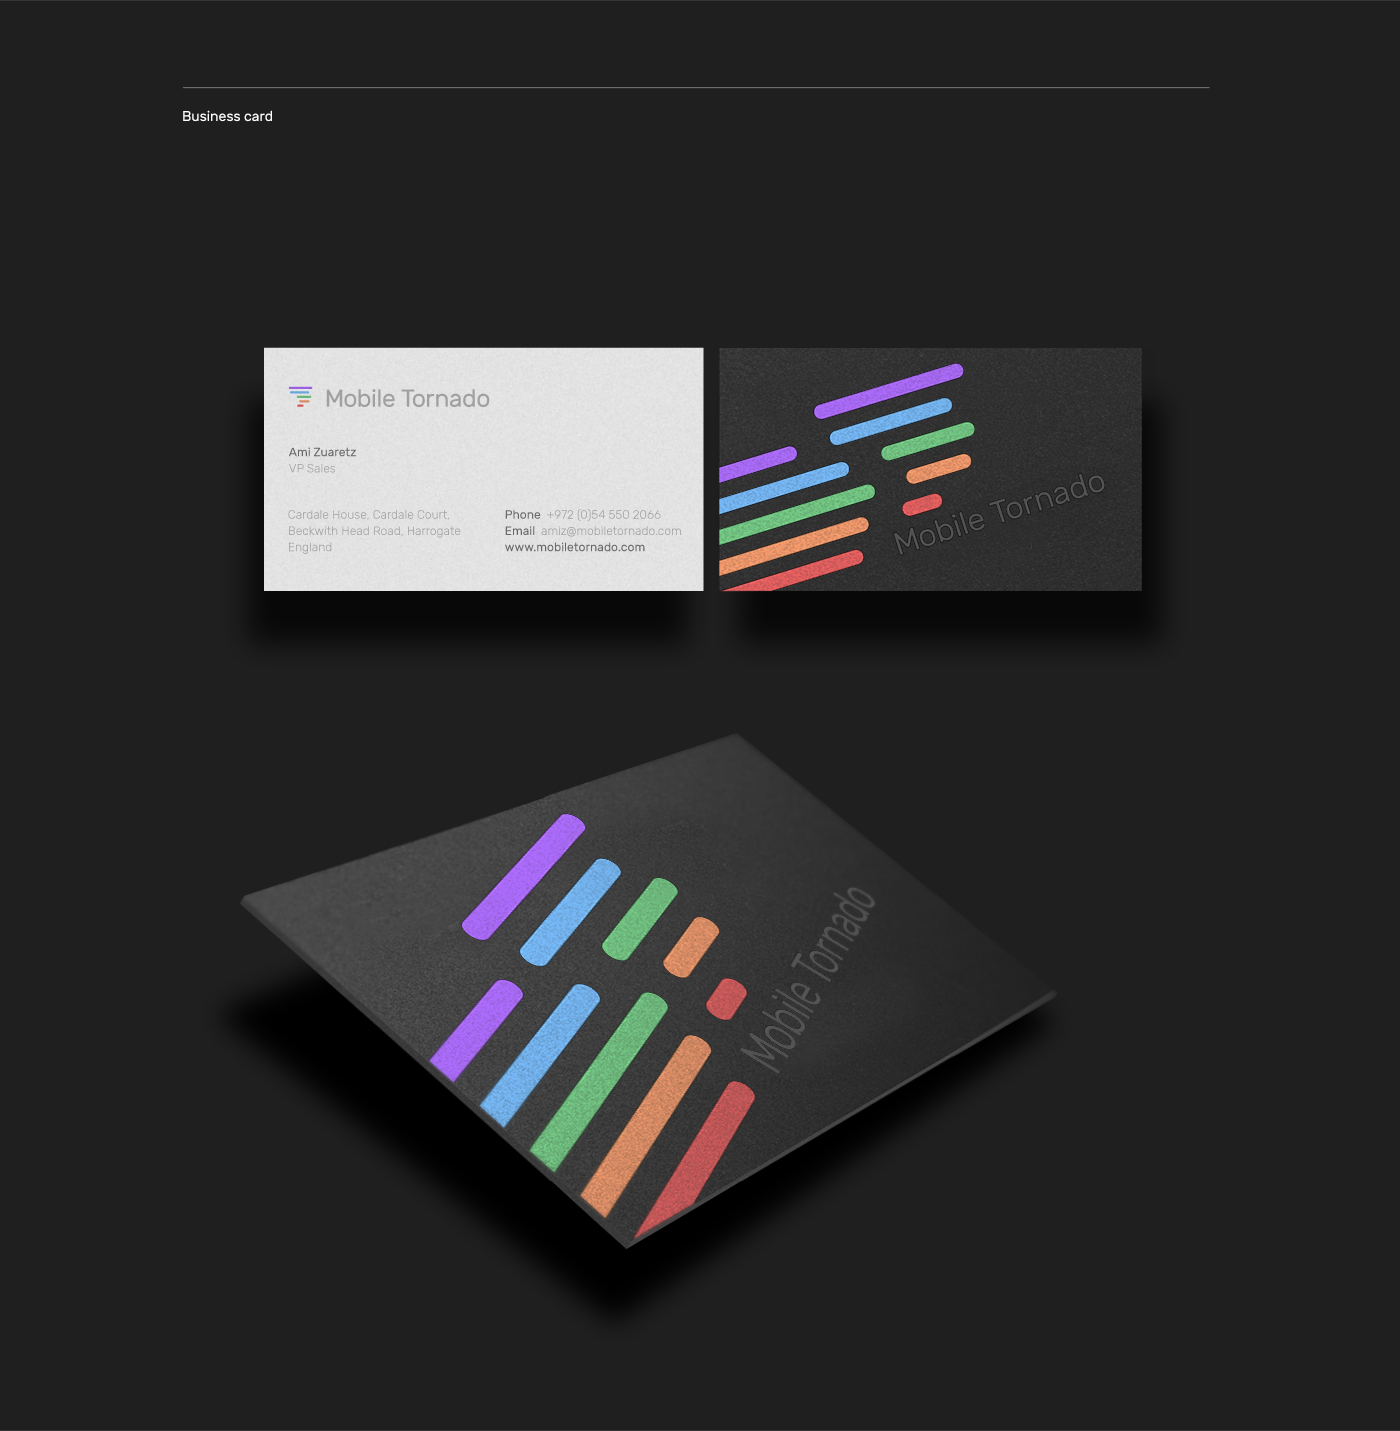 Business card
Mobile Tornado
Ami Zuaretz
VP Sales
Cardale House, Cardale Court,
Beckwith Head Road, Harrogate
England
Phone +972 (0)54 550 2066
Email amiz@mobiletornado.com
www.mobiletornado.com
Mobile Tornado
Mobile Tornado